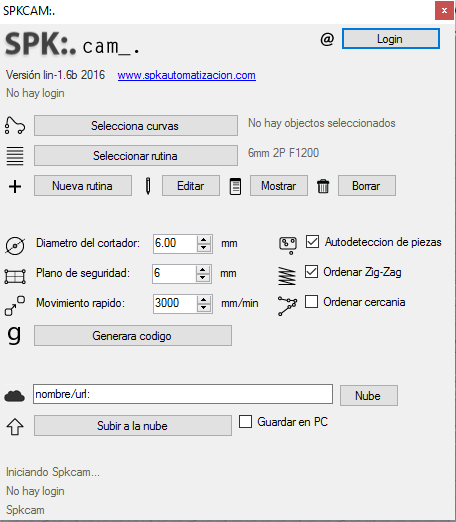 SPKCAM:.
SPK:. cam_.
@ Login
Versión lin-1.6b 2016 www.spkautomatizacion.com
No hay login
Selecciona curvas No hay objectos seleccionados
Seleccionar rutina 6mm 2P F1200
Nueva rutina Editar Mostrar Borrar
Diametro del cortador: 6.00 mm Autodeteccion de piezas
Plano de seguridad: 6 mm Ordenar Zig-Zag
Movimiento rapido: 3000 mm/min Ordenar cercania
g Generara codigo
nombre/url: Nube
Subir a la nube Guardar en PC
Iniciando Spkcam...
No hay login
Spkcam